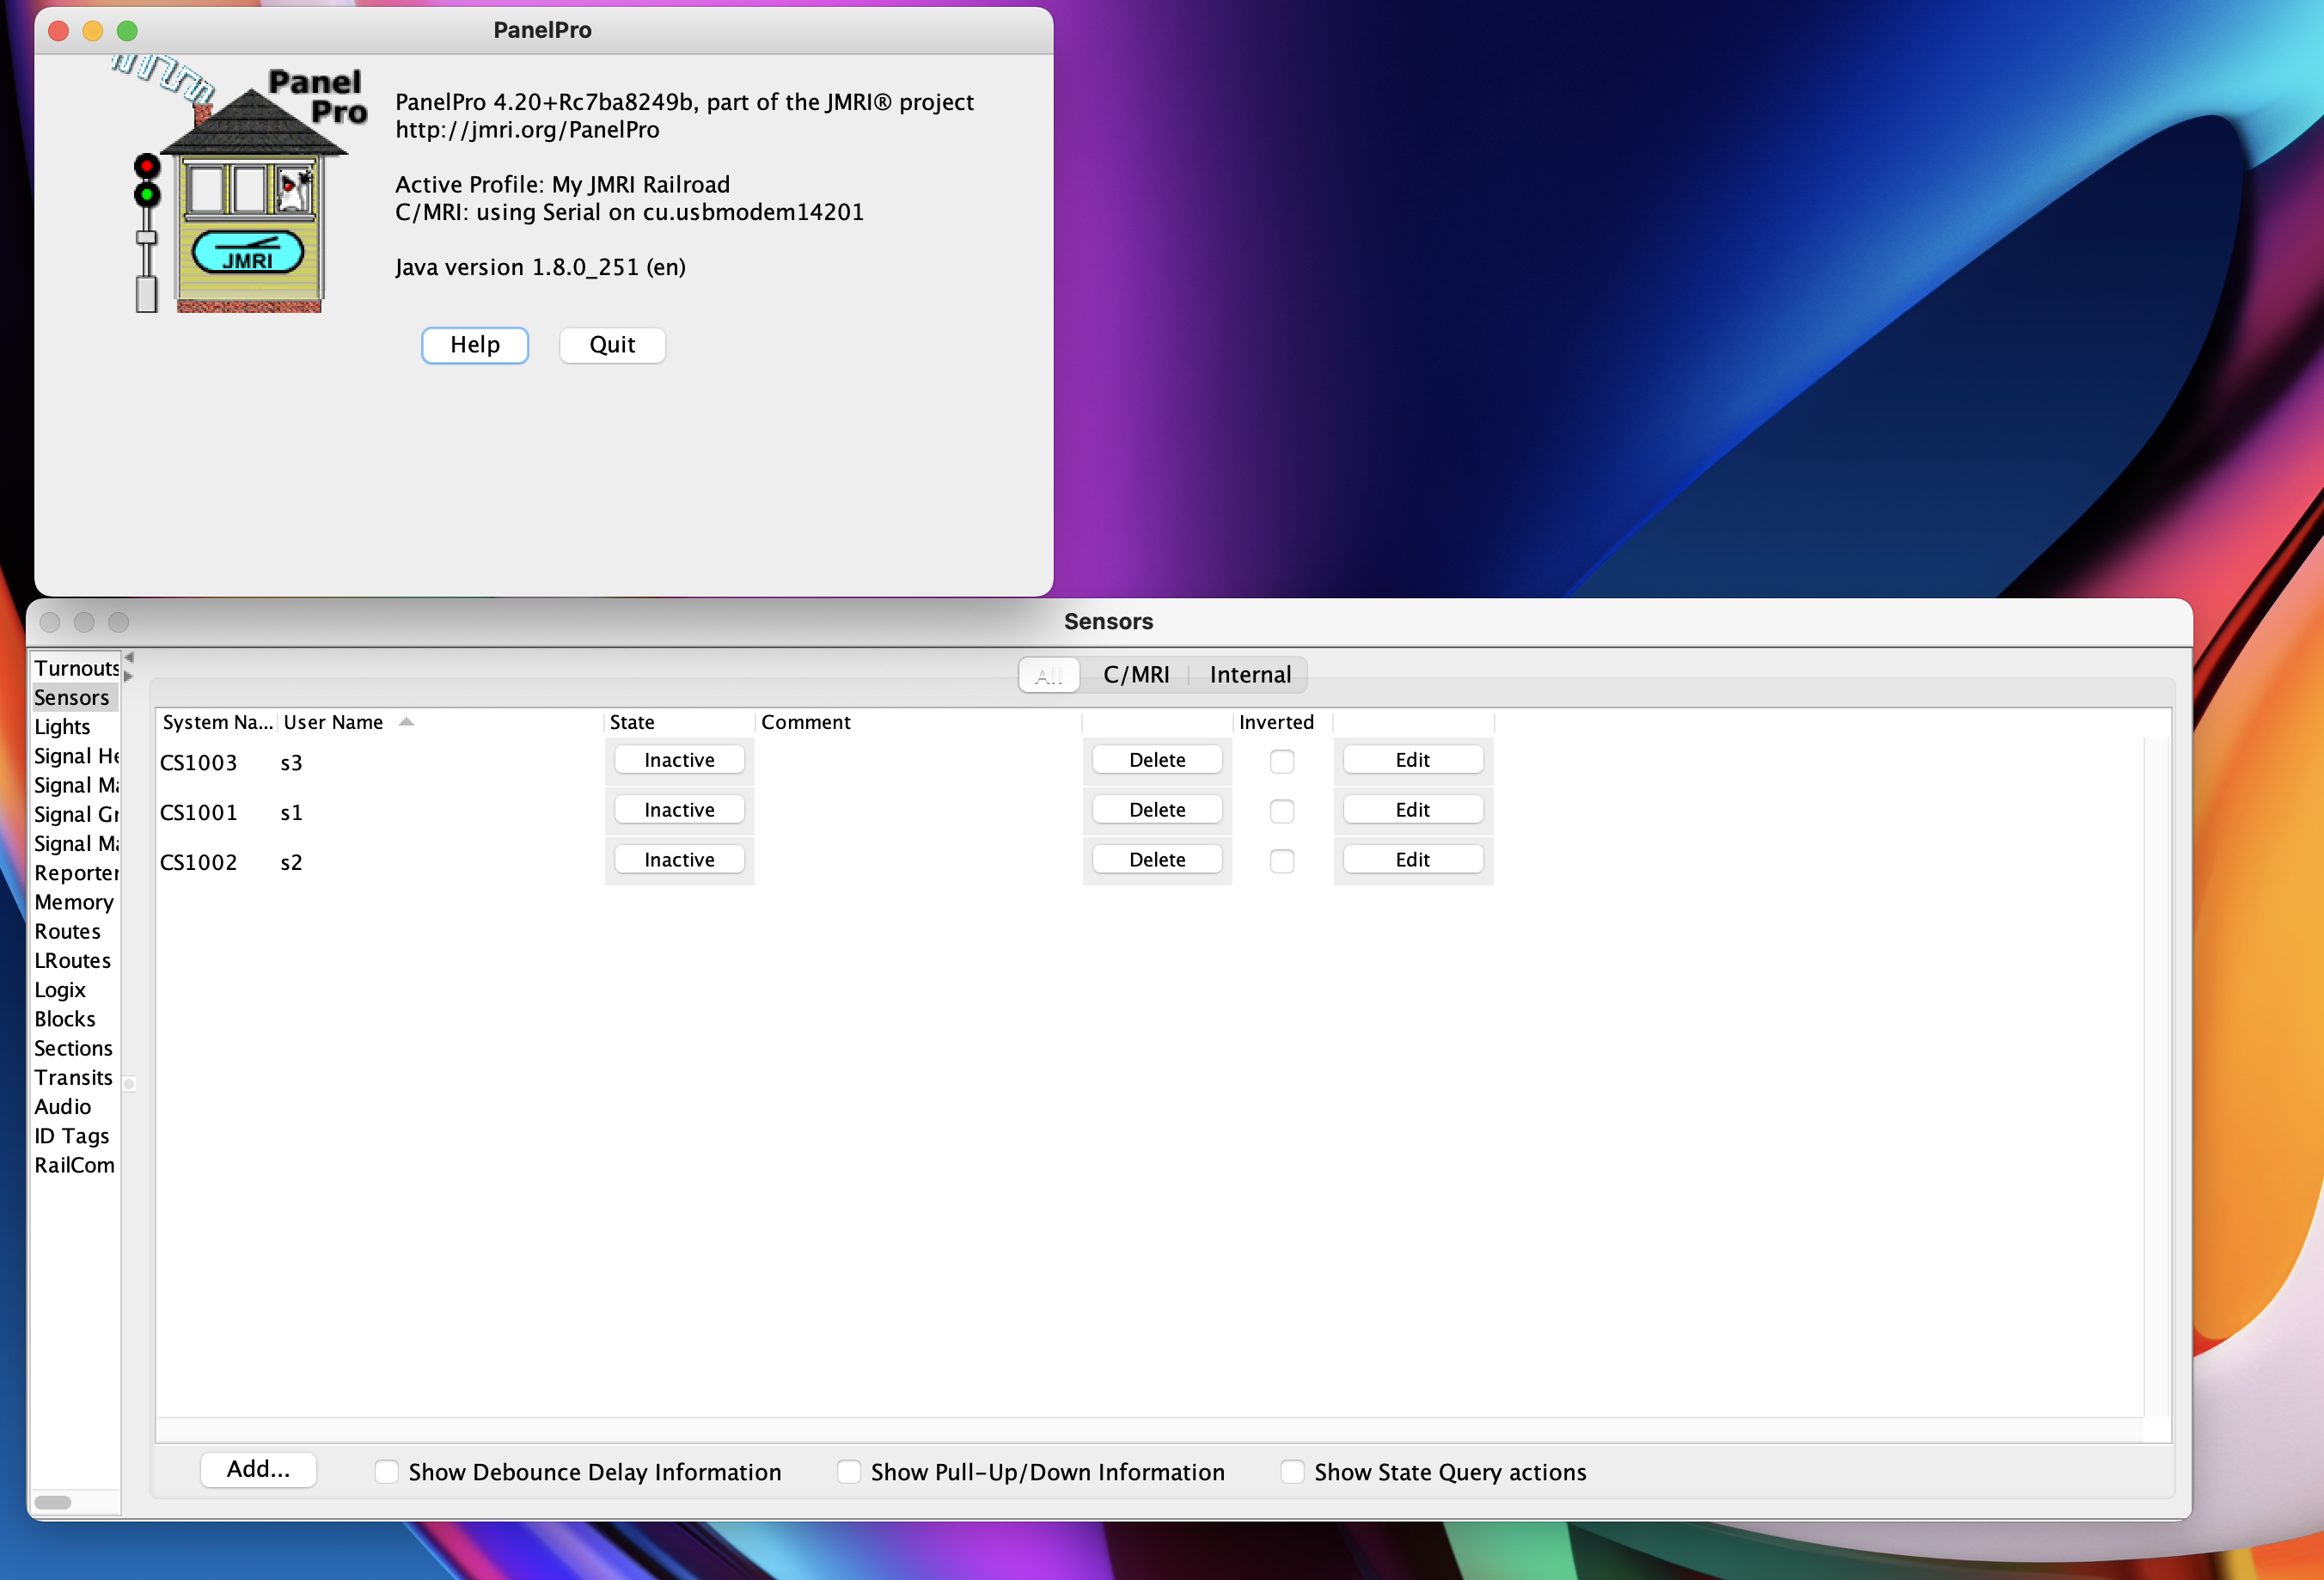 PanelPro
Panel
Pro
JMRI
PanelPro 4.20+Rc7ba8249b, part of the JMRI® project
http://jmri.org/PanelPro
Active Profile: My JMRI Railroad
C/MRI: using Serial on cu.usbmodem14201
Java version 1.8.0_251 (en)
Help Quit
Sensors
Turnouts
Sensors
Lights
Signal He
Signal Ma
Signal Gr
Signal Ma
Reporter
Memory
Routes
LRoutes
Logix
Blocks
Sections
Transits
Audio
ID Tags
RailCom
All C/MRI Internal
System Na... User Name State Comment Inverted
CS1003 s3 Inactive Delete Edit
CS1001 s1 Inactive Delete Edit
CS1002 s2 Inactive Delete Edit
Add... Show Debounce Delay Information Show Pull-Up/Down Information Show State Query actions